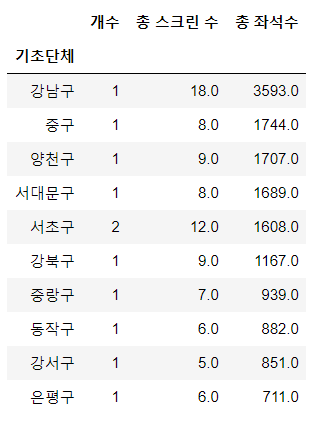 개수 총 스크린 수 총 좌석수
기초단체
강남구 1 18.0 3593.0
중구 1 8.0 1744.0
양천구 1 9.0 1707.0
서대문구 1 8.0 1689.0
서초구 2 12.0 1608.0
강북구 1 9.0 1167.0
중랑구 1 7.0 939.0
동작구 1 6.0 882.0
강서구 1 5.0 851.0
은평구 1 6.0 711.0